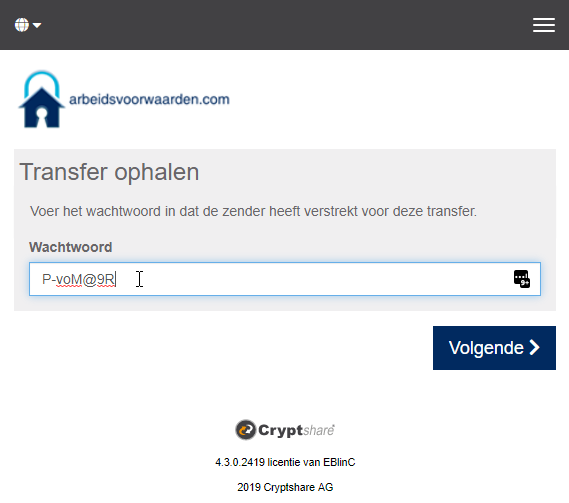 arbeidsvoorwaarden.com
Transfer ophalen
Voer het wachtwoord in dat de zender heeft verstrekt voor deze transfer.
Wachtwoord
P-voM@9R
9+
Volgende
Cryptshare
4.3.0.2419 licentie van EBlinC
2019 Cryptshare AG